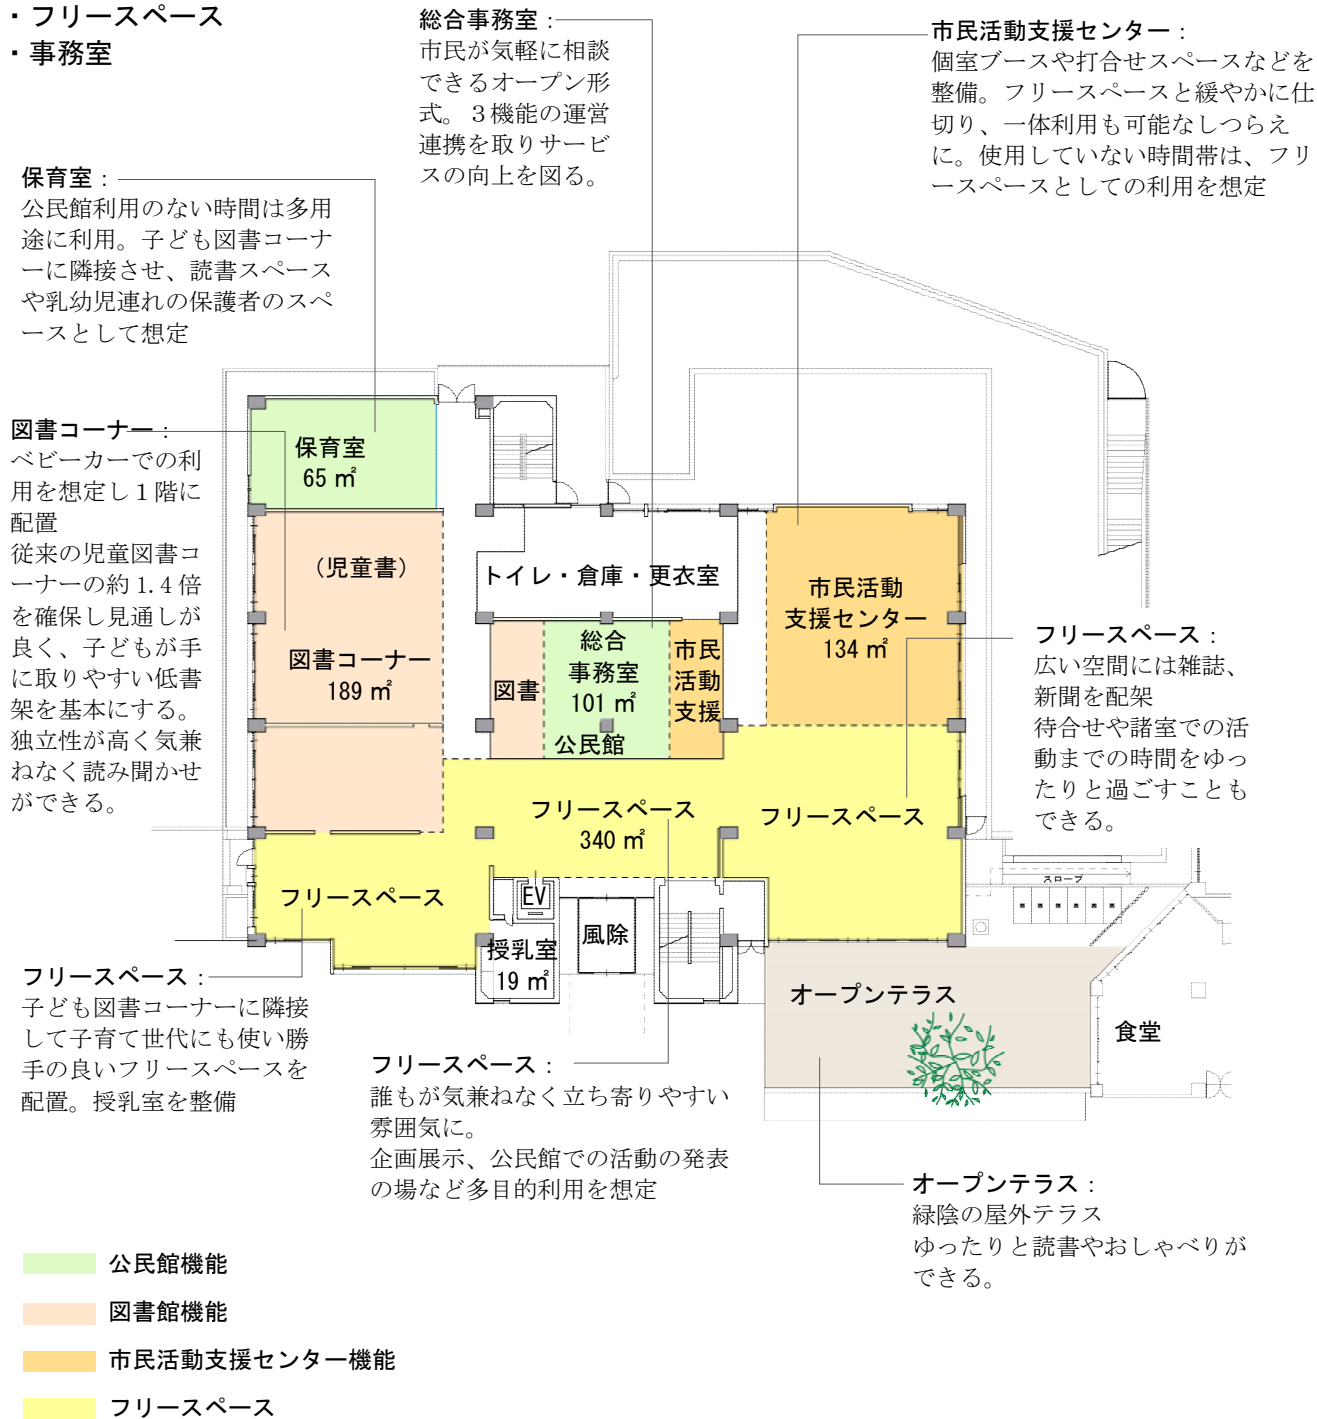 ・フリースペース
・事務室
総合事務室：
市民が気軽に相談
できるオープン形
式。３機能の運営
連携を取りサービ
スの向上を図る。
市民活動支援センター：
個室ブースや打合せスペースなどを
整備。フリースペースと緩やかに仕
切り、一体利用も可能なしつらえ
に。使用していない時間帯は、フリ
ースペースとしての利用を想定
保育室：
公民館利用のない時間は多用
途に利用。子ども図書コーナ
ーに隣接させ、読書スペース
や乳幼児連れの保護者のスペ
ースとして想定
図書コーナー：
ベビーカーでの利
用を想定し１階に
配置
従来の児童図書コ
ーナーの約 1.4 倍
を確保し見通しが
良く、子どもが手
に取りやすい低書
架を基本にする。
独立性が高く気兼
ねなく読み聞かせ
ができる。
保育室
65 ㎡
（児童書）
図書コーナー
189 ㎡
トイレ・倉庫・更衣室
図書
総合
事務室
101 ㎡
公民館
市民
活動
支援
市民活動
支援センター
134 ㎡
フリースペース：
広い空間には雑誌、
新聞を配架
待合せや諸室での活
動までの時間をゆっ
たりと過ごすことも
できる。
フリースペース
340 ㎡
フリースペース
フリースペース
EV
授乳室
19 ㎡
風除
スロープ
オープンテラス
食堂
フリースペース：
子ども図書コーナーに隣接
して子育て世代にも使い勝
手の良いフリースペースを
配置。授乳室を整備
フリースペース：
誰もが気兼ねなく立ち寄りやすい
雰囲気に。
企画展示、公民館での活動の発表
の場など多目的利用を想定
オープンテラス：
緑陰の屋外テラス
ゆったりと読書やおしゃべりが
できる。
公民館機能
図書館機能
市民活動支援センター機能
フリースペース